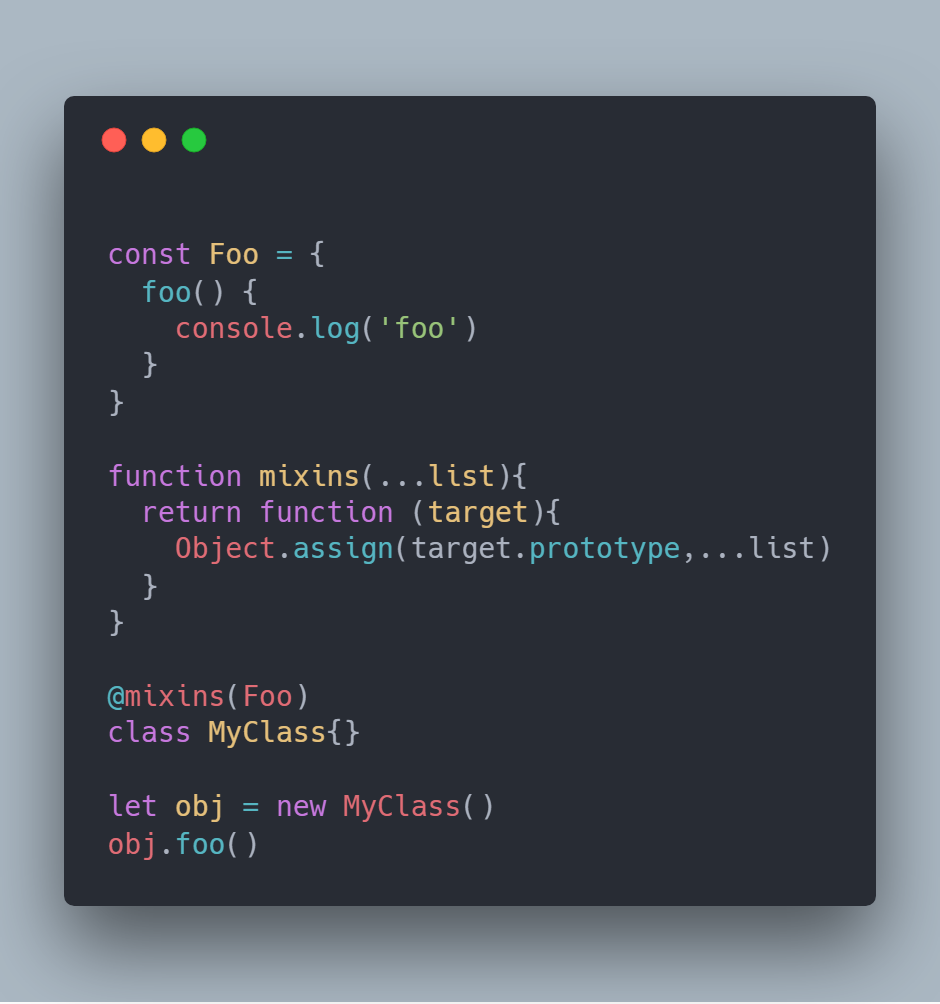 const Foo = {
  foo() {
    console.log('foo')
  }
}

function mixins(...list){
  return function (target){
    Object.assign(target.prototype,...list)
  }
}

@mixins(Foo)
class MyClass{}

let obj = new MyClass()
obj.foo()